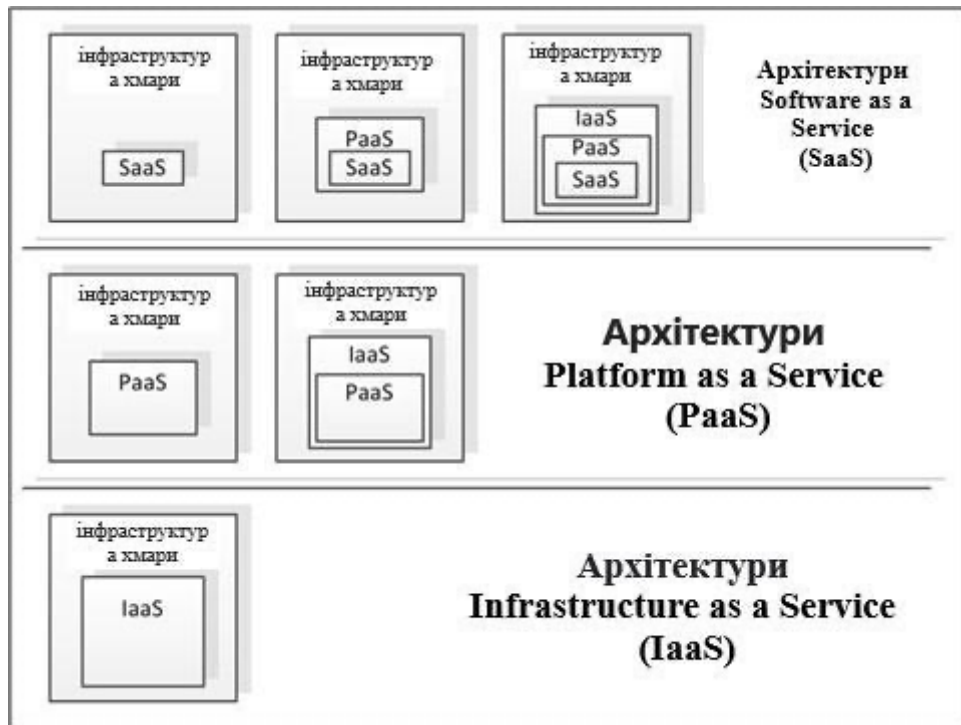 інфраструктур
а хмари
SaaS
інфраструктур
а хмари
PaaS
SaaS
інфраструктур
а хмари
IaaS
PaaS
SaaS
Архітектури
Software as a
Service
(SaaS)
інфраструктур
а хмари
PaaS
інфраструктур
а хмари
IaaS
PaaS
Архітектури
Platform as a Service
(PaaS)
інфраструктур
а хмари
IaaS
Архітектури
Infrastructure as a Service
(IaaS)